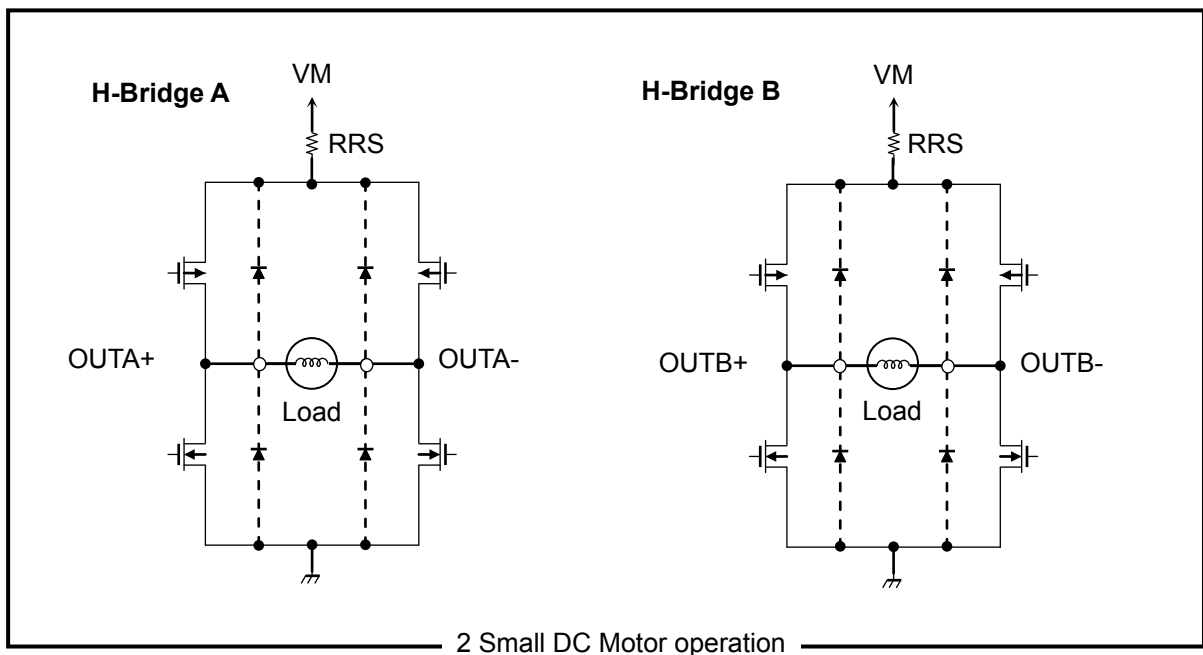 H-Bridge A
VM
RRS
OUTA+
OUTA-
Load
H-Bridge B
VM
RRS
OUTB+
OUTB-
Load
2 Small DC Motor operation